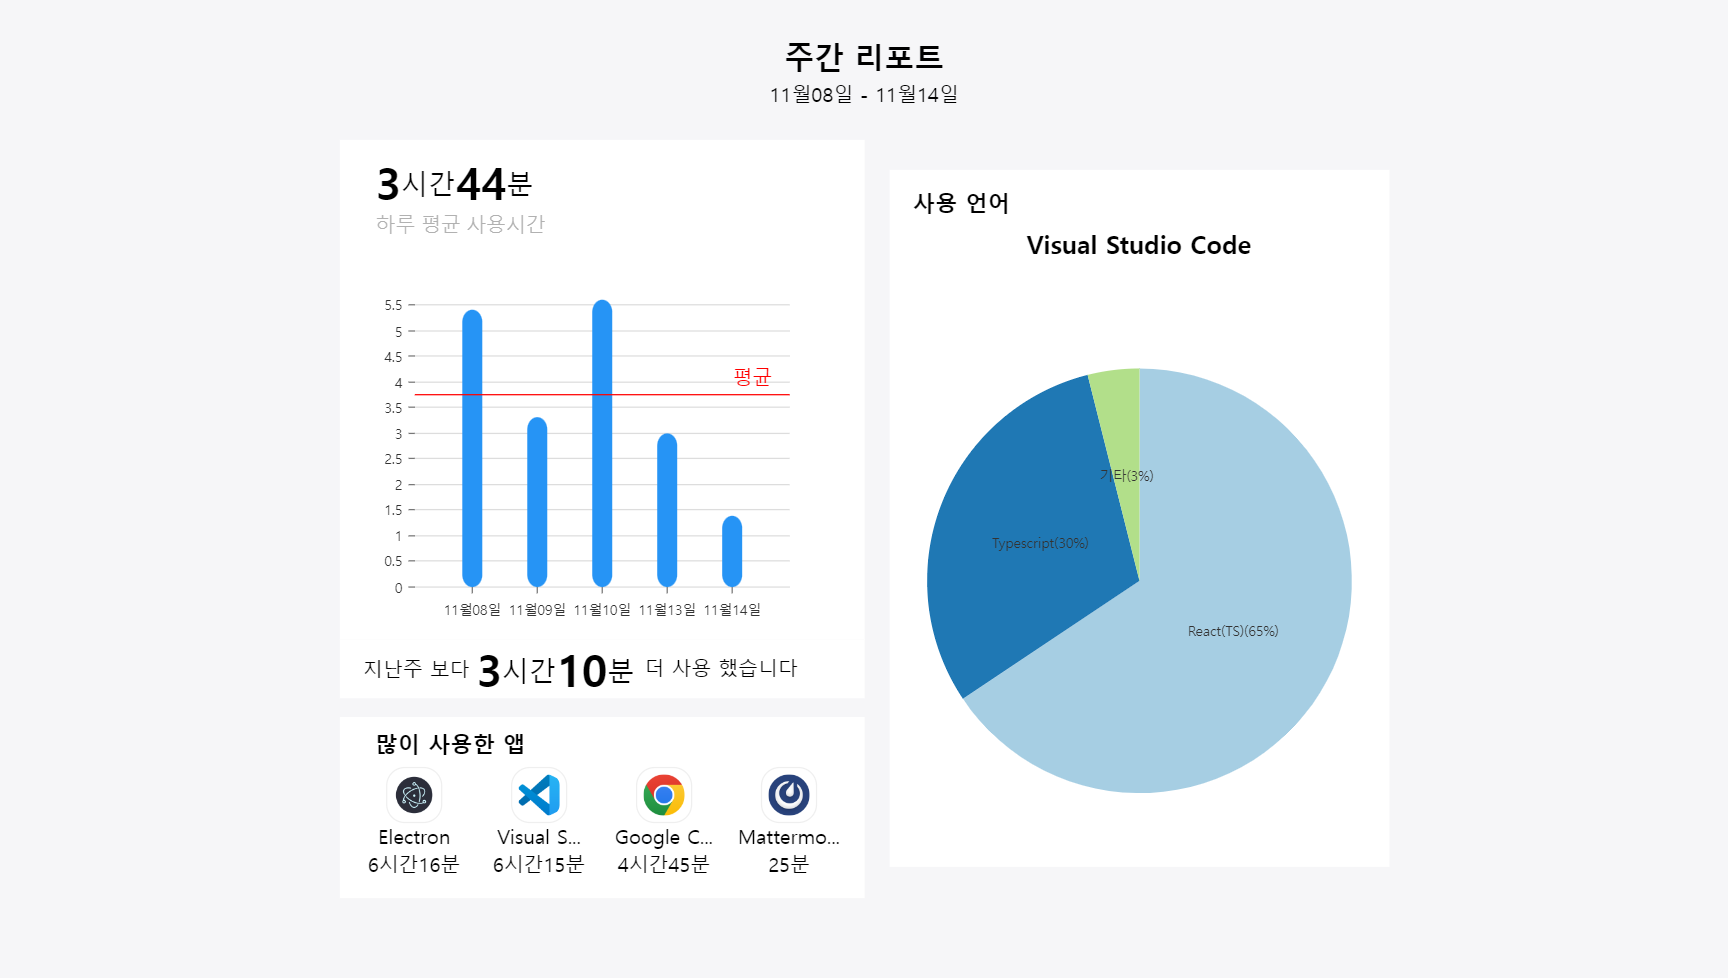 주간 리포트
11월08일 - 11월14일
3시간44분
하루 평균 사용시간
5.5
5
4.5
4
3.5
3
2.5
2
1.5
1
0.5
0
평균
11월08일 11월09일 11월10일 11월13일 11월14일
지난주 보다 3시간10분 더 사용 했습니다
많이 사용한 앱
Electron Visual S... Google C... Mattermo...
6시간16분 6시간15분 4시간45분 25분
사용 언어
Visual Studio Code
기타(3%)
Typescript(30%)
React(TS)(65%)